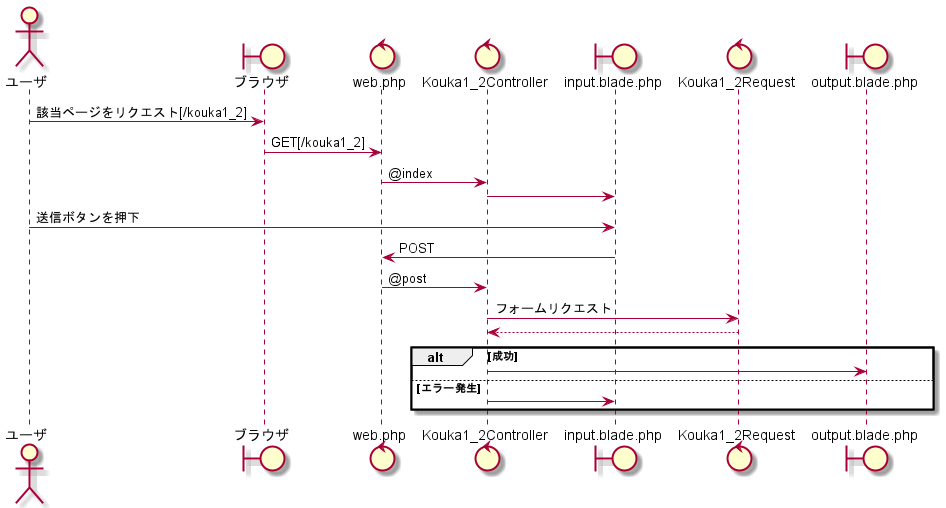 ユーザ
ブラウザ
web.php
Kouka1_2Controller
input.blade.php
Kouka1_2Request
output.blade.php
該当ページをリクエスト[/kouka1_2]
GET[/kouka1_2]
@index
送信ボタンを押下
POST
@post
フォームリクエスト
alt [成功]
[エラー発生]
ユーザ
ブラウザ
web.php
Kouka1_2Controller
input.blade.php
Kouka1_2Request
output.blade.php